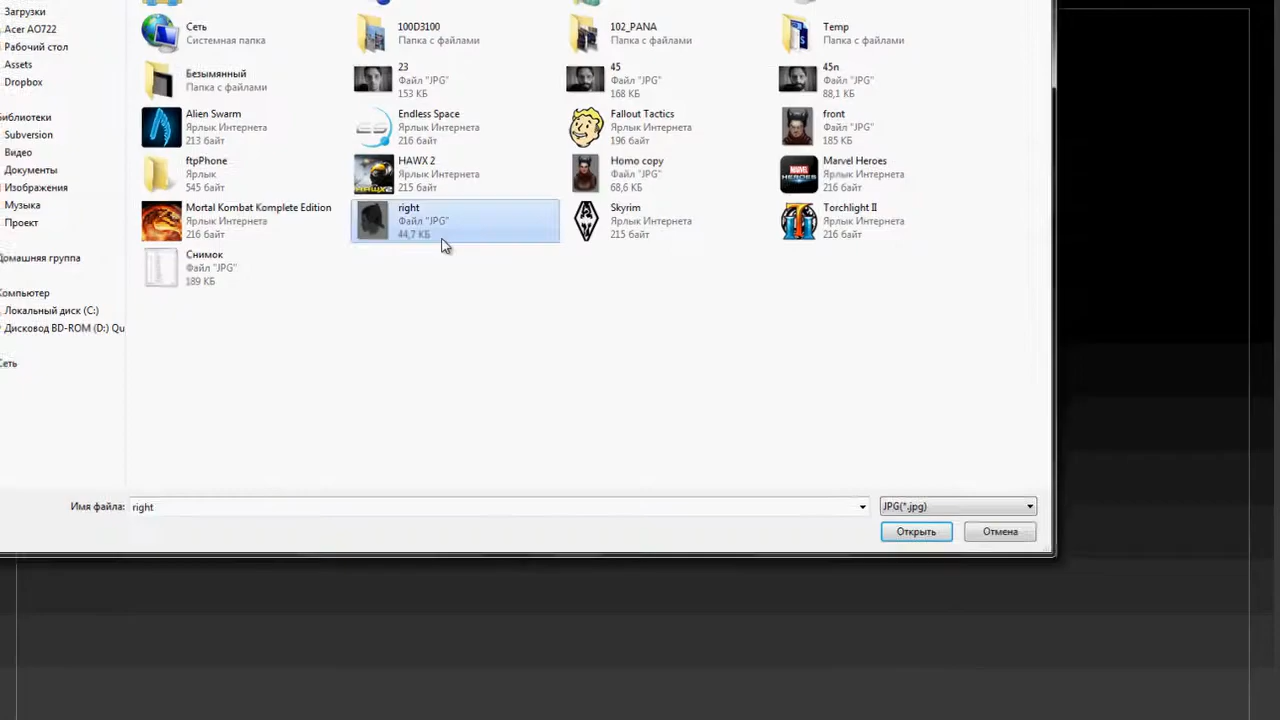 Загрузки
Acer AO722
Рабочий стол
Assets
Dropbox
Библиотеки
Subversion
Видео
Документы
Изображения
Музыка
Проект
Домашняя группа
Компьютер
Локальный диск (C:)
Дисковод BD-ROM (D:) Qu
Сеть
Сеть
Системная папка
100D3100
Папка с файлами
102_PANA
Папка с файлами
Temp
Папка с файлами
Безымянный
Папка с файлами
23
Файл "JPG"
153 КБ
45
Файл "JPG"
168 КБ
45n
Файл "JPG"
88,1 КБ
Alien Swarm
Ярлык Интернета
213 байт
Endless Space
Ярлык Интернета
216 байт
Fallout Tactics
Ярлык Интернета
196 байт
front
Файл "JPG"
185 КБ
ftpPhone
Ярлык
545 байт
HAWX 2
Ярлык Интернета
215 байт
Homo copy
Файл "JPG"
68,6 КБ
Marvel Heroes
Ярлык Интернета
216 байт
Mortal Kombat Komplete Edition
Ярлык Интернета
216 байт
right
Файл "JPG"
44,7 КБ
Skyrim
Ярлык Интернета
215 байт
Torchlight II
Ярлык Интернета
216 байт
Снимок
Файл "JPG"
189 КБ
Имя файла:
right
JPG(*.jpg)
Открыть
Отмена